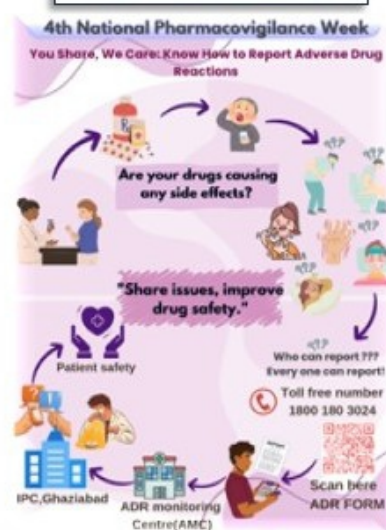 4th National Pharmacovigilance Week
You Share, We Care: Know How to Report Adverse Drug
Reactions
Are your drugs causing
any side effects?
"Share issues, improve
drug safety."
Patient safety
Who can report ???
Every one can report!
Toll free number
1800 180 3024
Scan here
ADR FORM
ADR monitoring
Centre(AMC)
IPC,Ghaziabad